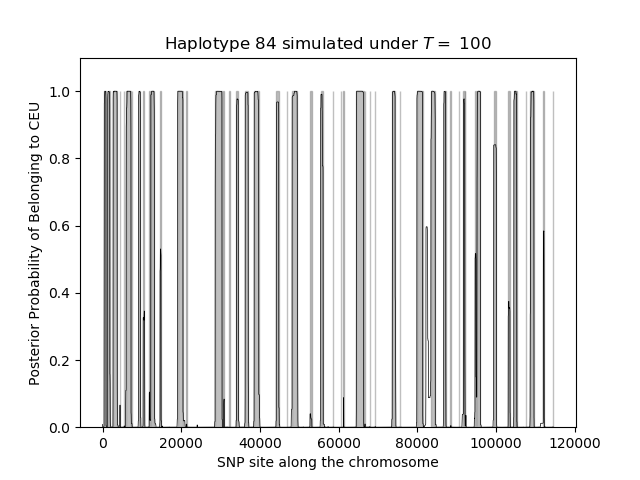 Haplotype 84 simulated under T = 100
Posterior Probability of Belonging to CEU
1.0
0.8
0.6
0.4
0.2
0.0
0 20000 40000 60000 80000 100000 120000
SNP site along the chromosome